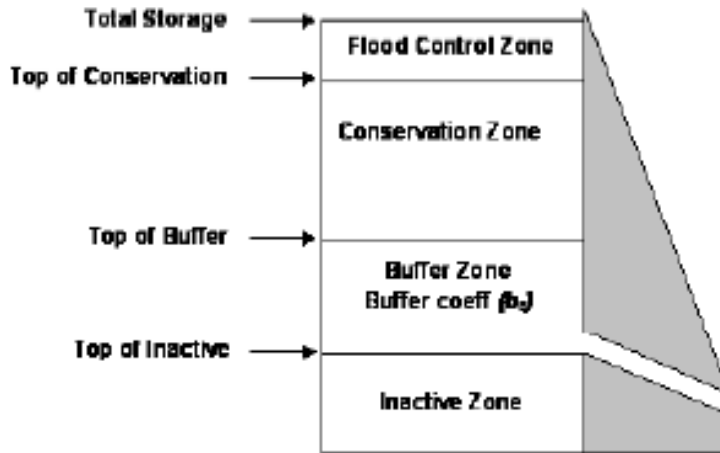 Total Storage
Flood Control Zone
Top of Conservation
Conservation Zone
Top of Buffer
Buffer Zone
Buffer coeff (bc)
Top of Inactive
Inactive Zone